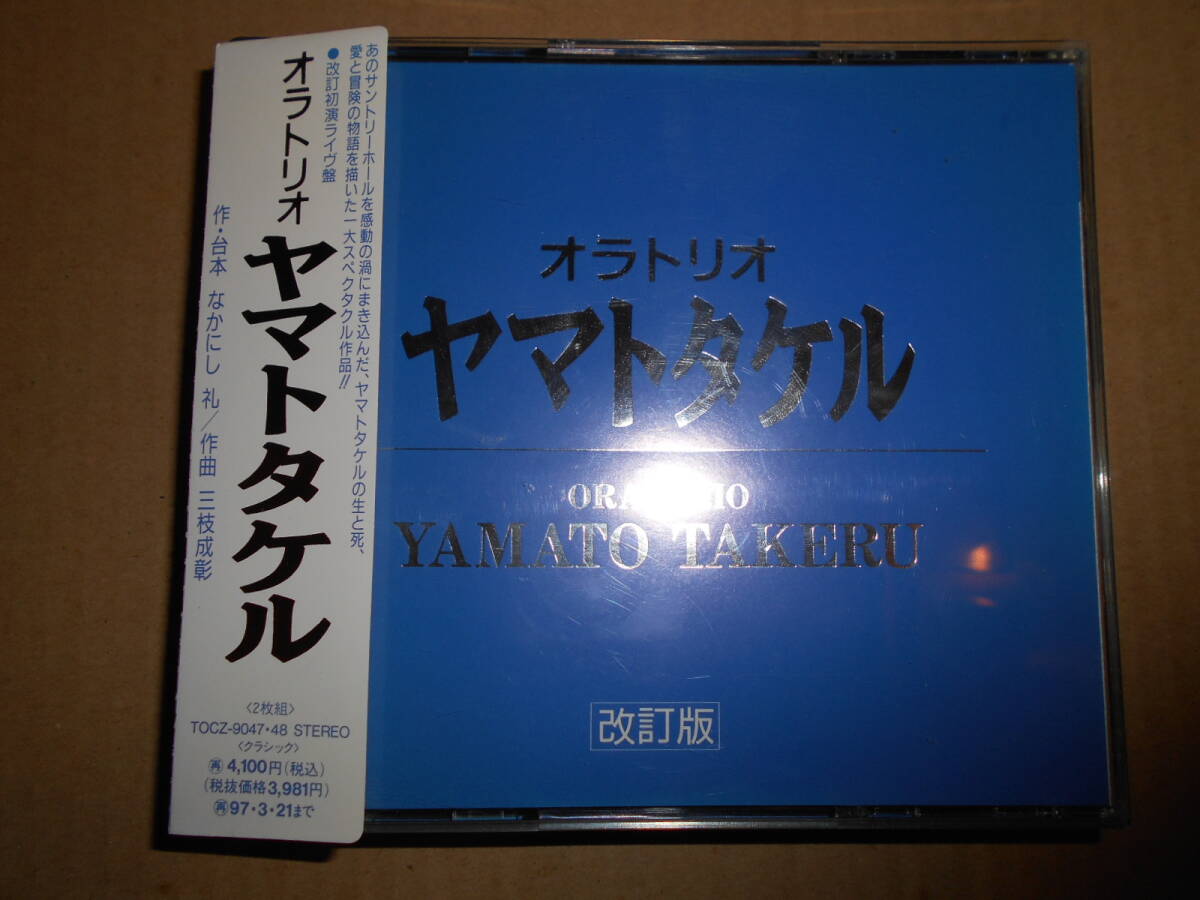 あのサントリーホールを感動の渦にまき込んだ、ヤマトタケルの生と死、
愛と冒険の物語を描いた一大スペクタクル作品!!
●改訂初演ライヴ盤
オラトリオ
ヤマトタケル
作・台本 なかにし 礼／作曲 三枝成彰
〈2枚組〉
TOCZ-9047・48 STEREO
〈クラシック〉
再 4,100円(税込)
(税抜価格3,981円)
再 97・3・21まで
オラトリオ
ヤマトタケル
YAMATO TAKERU
改訂版